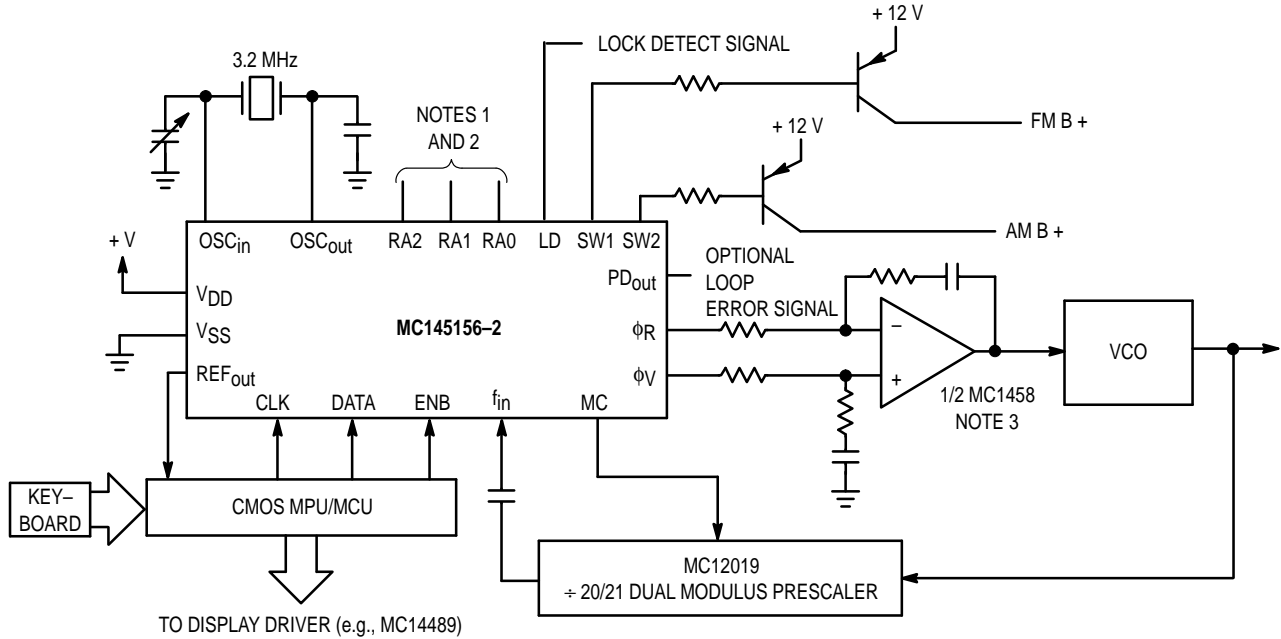 + 12 V
LOCK DETECT SIGNAL
3.2 MHz
NOTES 1
AND 2
FM B +
+ 12 V
AM B +
OSCin
OSCout
RA2
RA1
RA0
LD
SW1
SW2
+ V
VDD
PDout
OPTIONAL
LOOP
ERROR SIGNAL
MC145156–2
VSS
ϕR
–
VCO
REFout
ϕV
+
1/2 MC1458
NOTE 3
CLK
DATA
ENB
fin
MC
KEY–
BOARD
CMOS MPU/MCU
MC12019
÷ 20/21 DUAL MODULUS PRESCALER
TO DISPLAY DRIVER (e.g., MC14489)